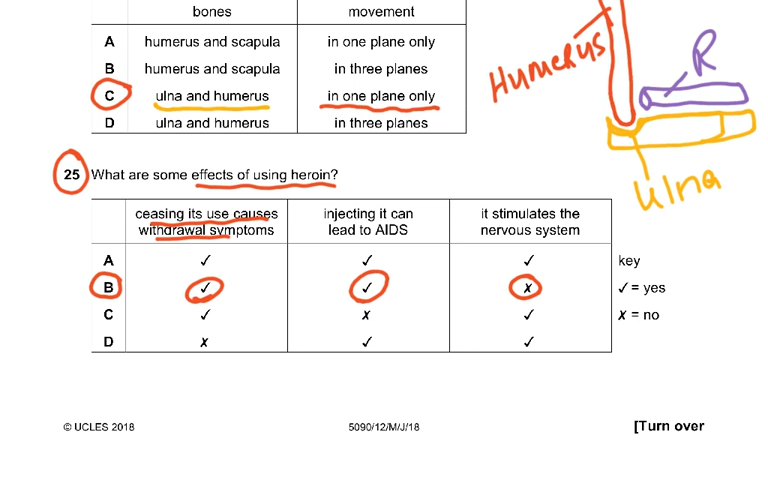 bones movement
A humerus and scapula in one plane only
B humerus and scapula in three planes
C ulna and humerus in one plane only
D ulna and humerus in three planes
Humerus
R
ulna
25 What are some effects of using heroin?
ceasing its use causes withdrawal symptoms injecting it can lead to AIDS it stimulates the nervous system
A ✓ ✓ ✓ key
B ✓ ✓ ✗ ✓ = yes
C ✓ ✗ ✓ ✗ = no
D ✗ ✓ ✓
© UCLES 2018 5090/12/M/J/18 [Turn over